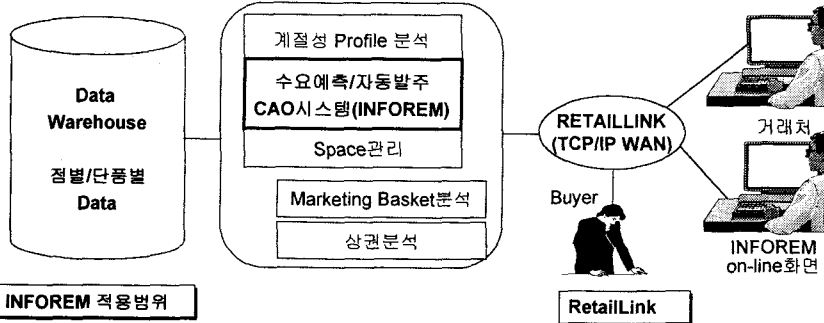 Data
Warehouse
점별/단품별
Data
계절성 Profile 분석
수요예측/자동발주
CAO시스템(INFOREM)
Space관리
Marketing Basket분석
상권분석
RETAILLINK
(TCP/IP WAN)
Buyer
거래처
INFOREM
on-line화면
INFOREM 적용범위
RetailLink